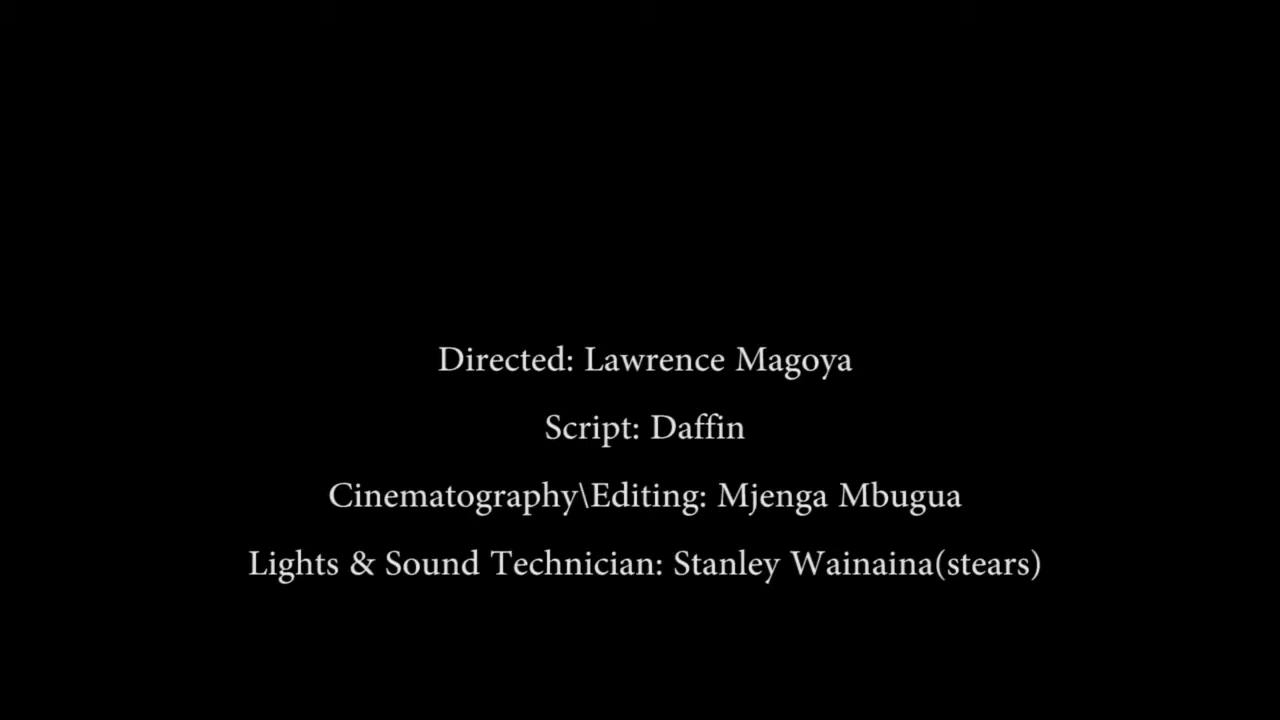 Directed: Lawrence Magoya
Script: Daffin
Cinematography\Editing: Mjenga Mbugua
Lights & Sound Technician: Stanley Wainaina(stears)